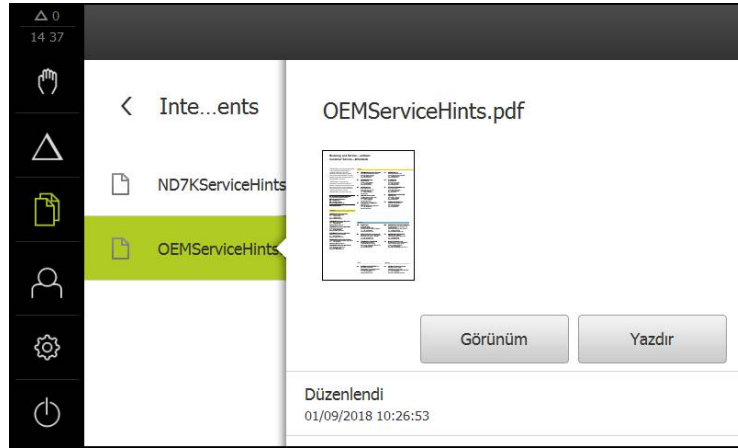 0
14 37
Inte...ents
OEMServiceHints.pdf
ND7KServiceHints
OEMServiceHints
Görünüm
Yazdır
Düzenlendi
01/09/2018 10:26:53